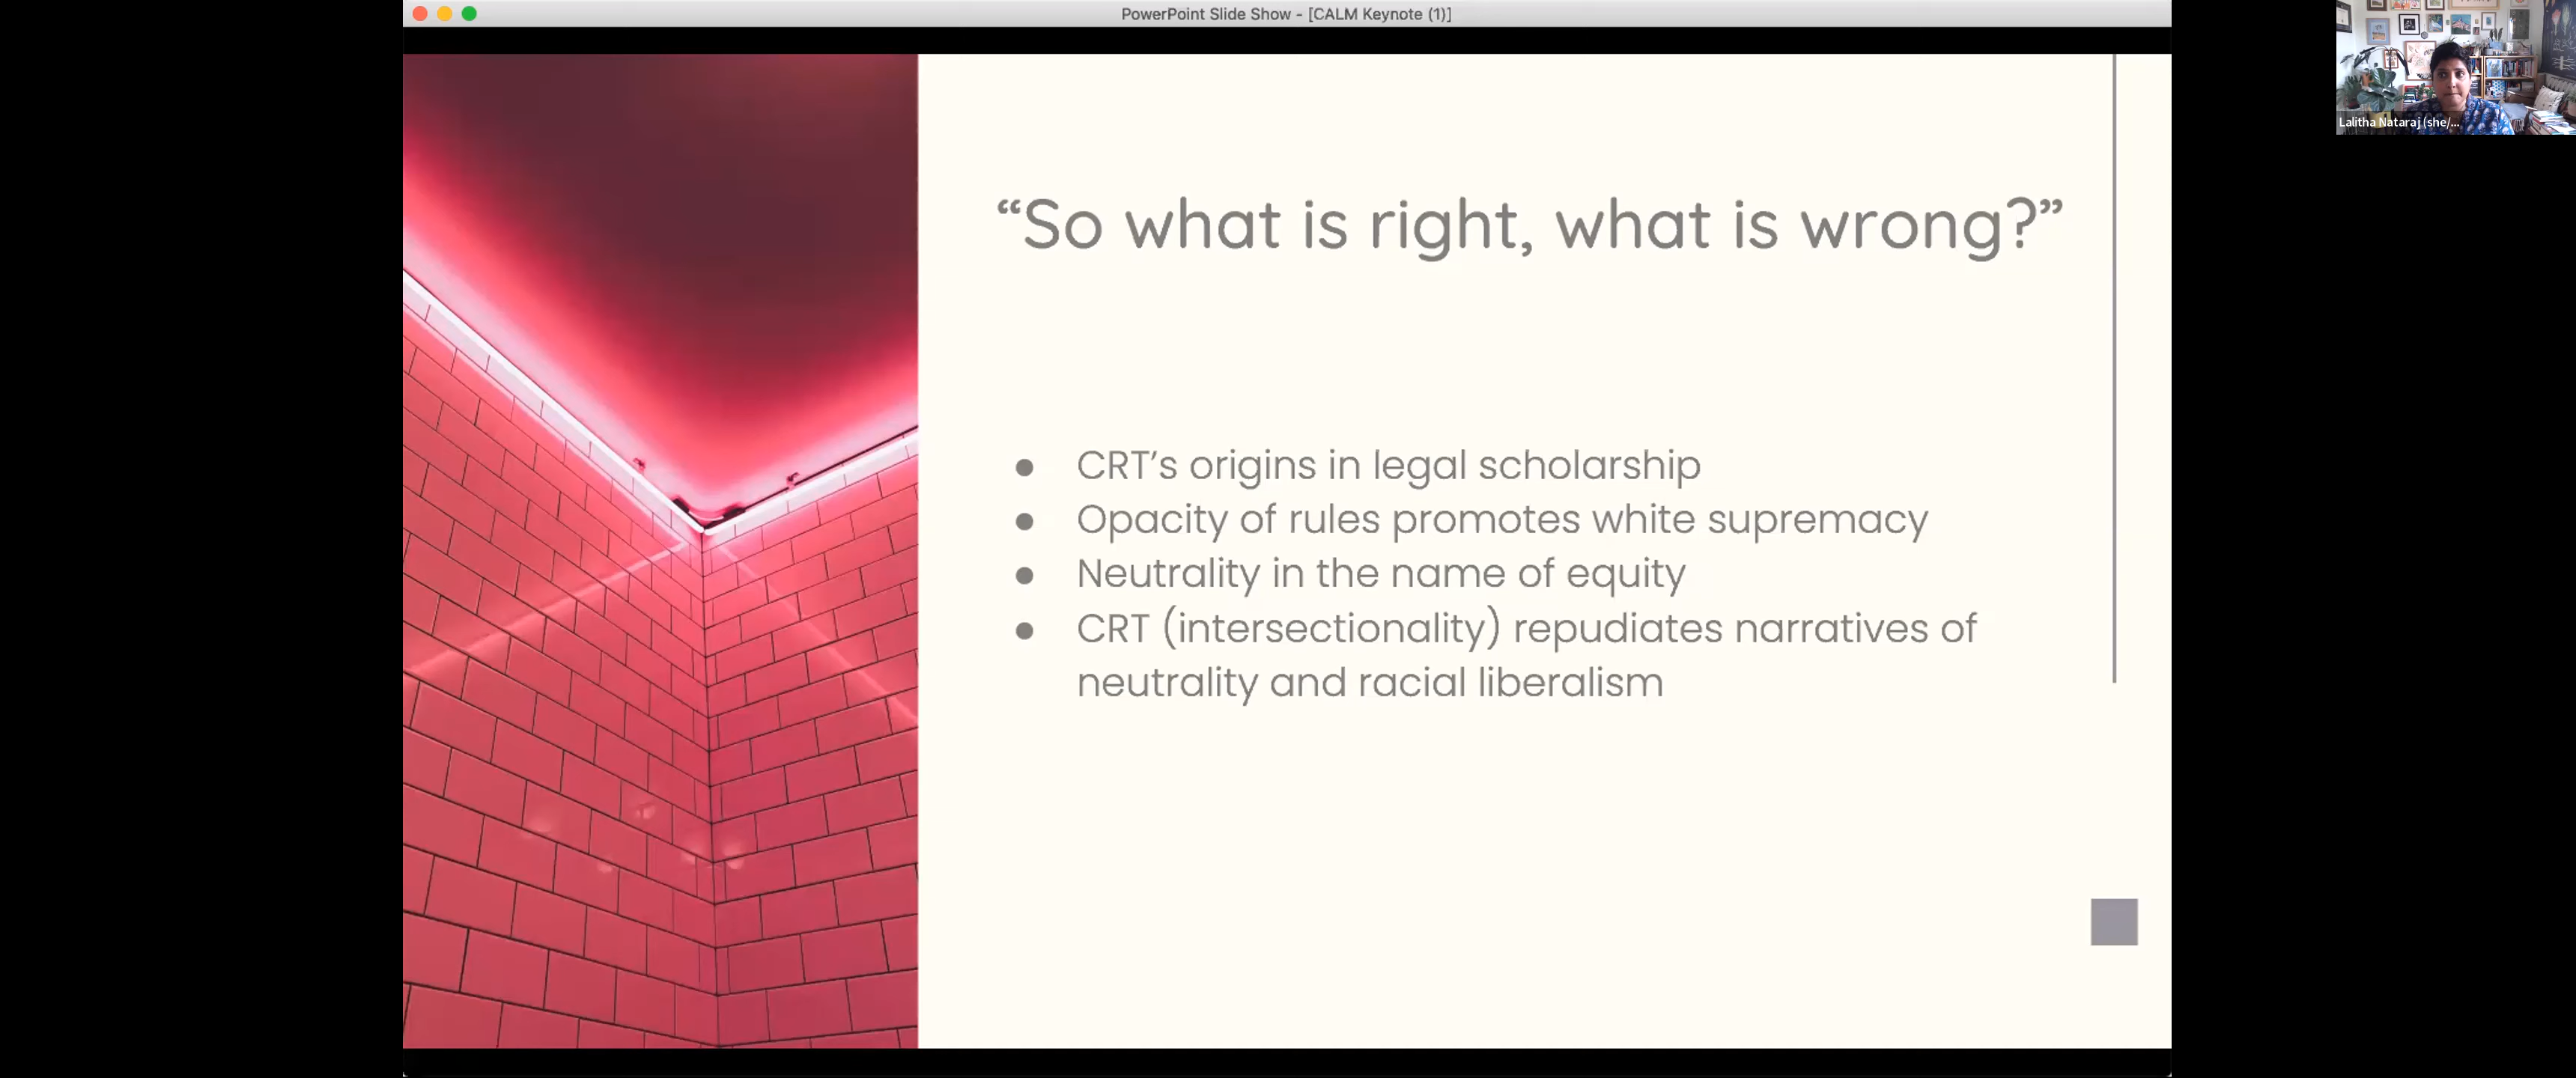 PowerPoint Slide Show - [CALM Keynote (1)]
Lalitha Nataraj (she/...
“So what is right, what is wrong?”
● CRT’s origins in legal scholarship
● Opacity of rules promotes white supremacy
● Neutrality in the name of equity
● CRT (intersectionality) repudiates narratives of
neutrality and racial liberalism